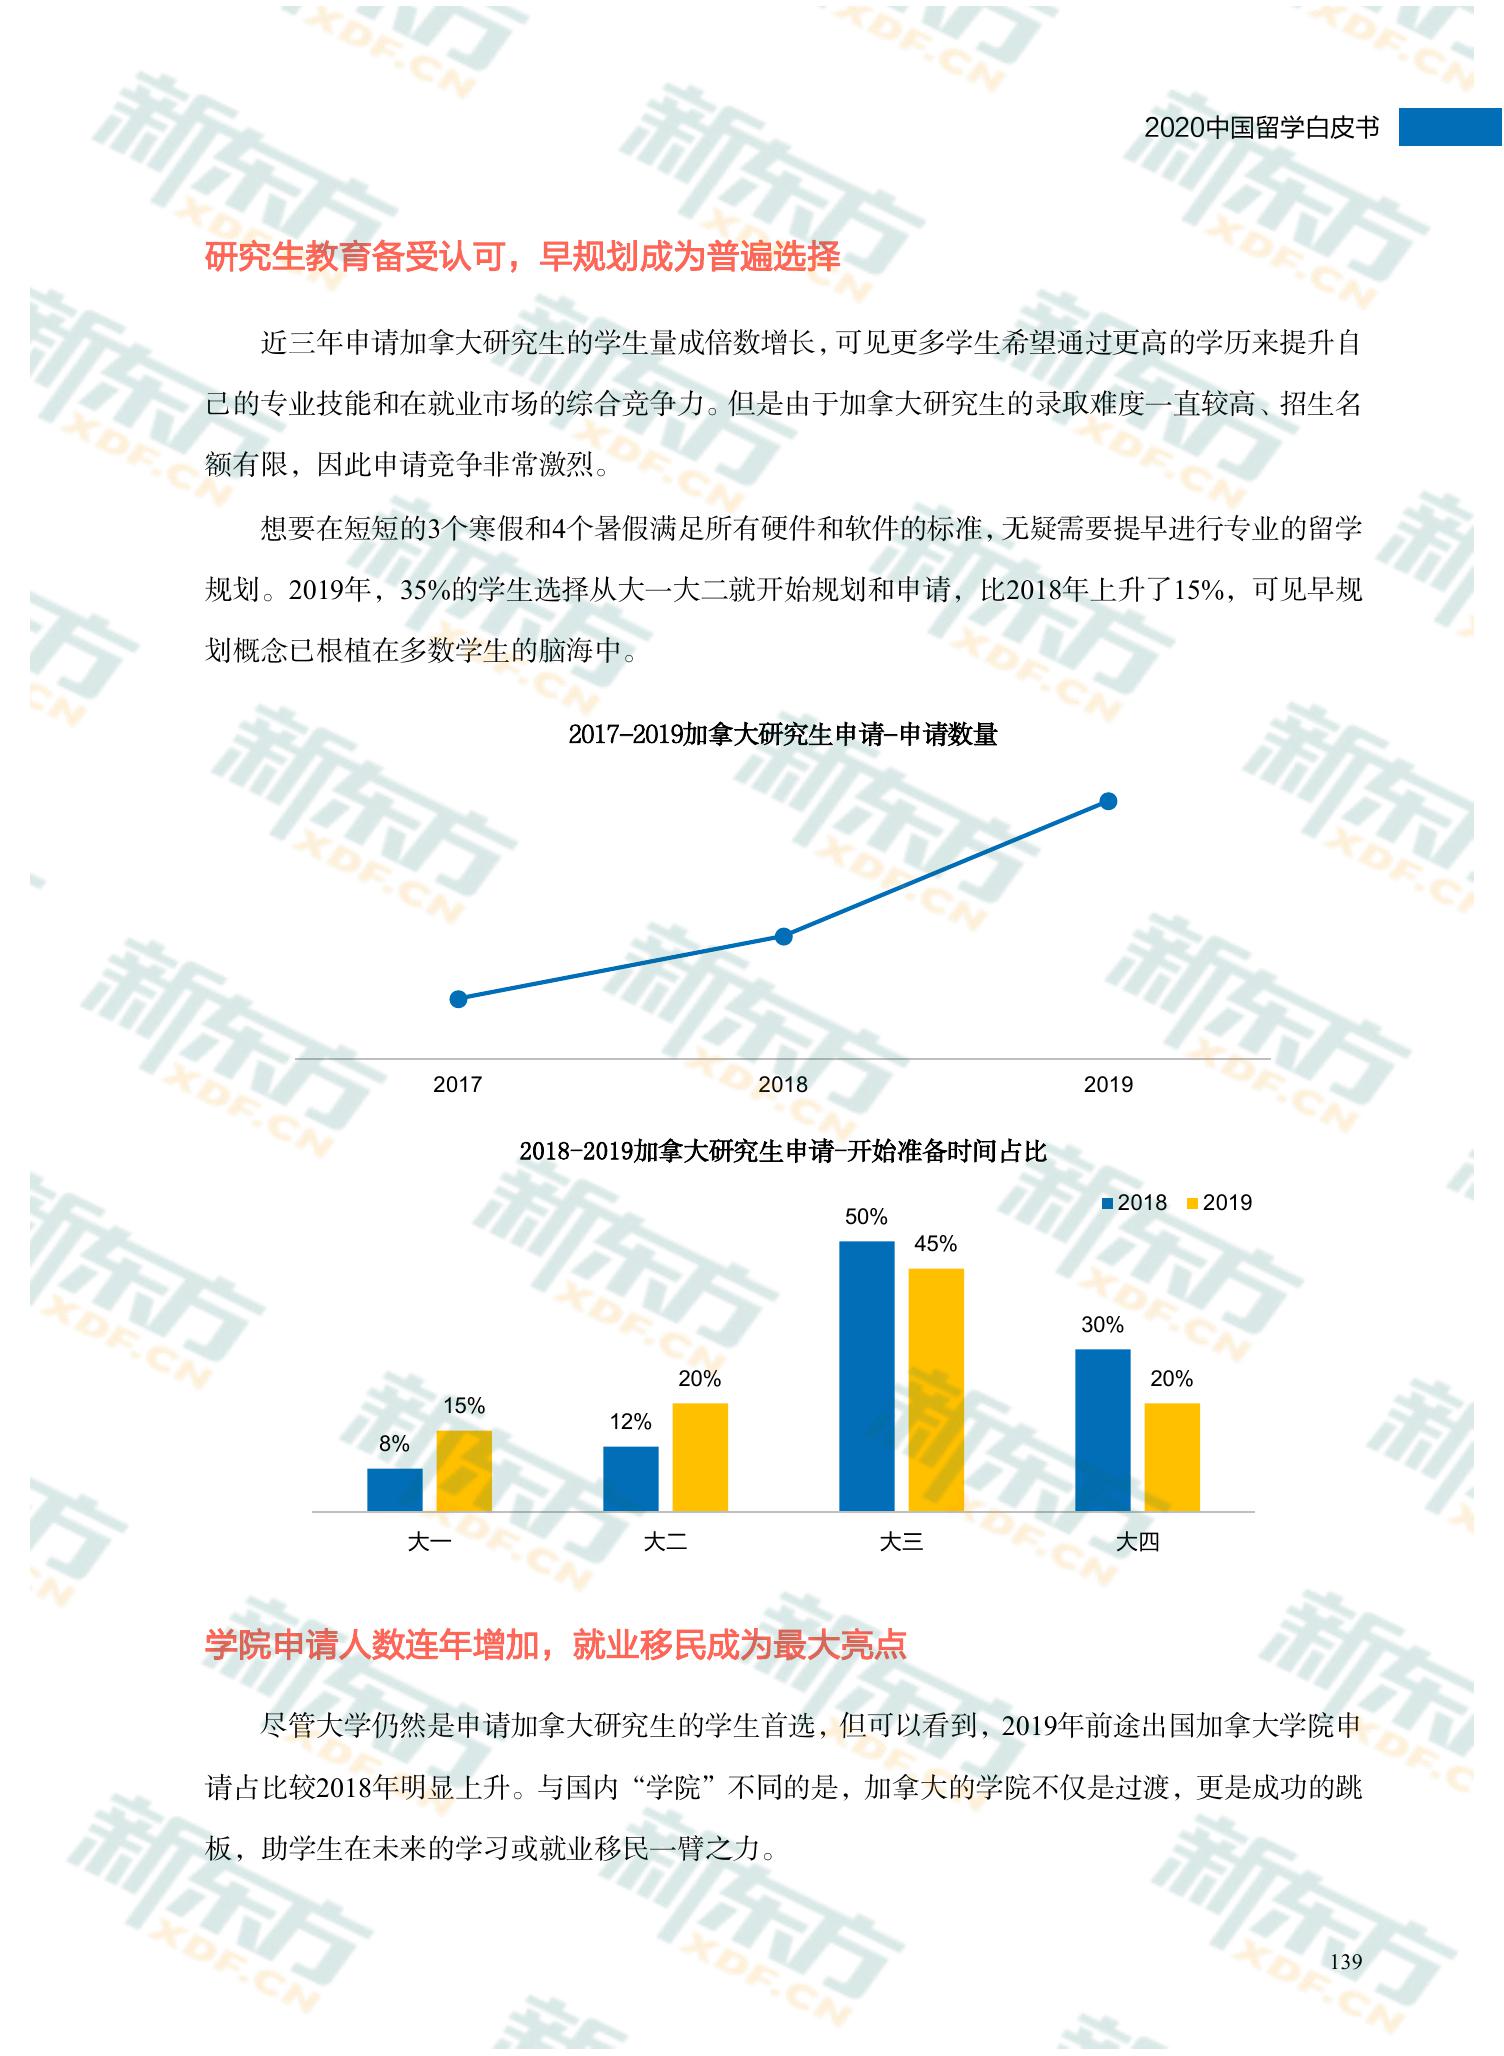 2020中国留学白皮书
研究生教育备受认可，早规划成为普遍选择
近三年申请加拿大研究生的学生量成倍数增长，可见更多学生希望通过更高的学历来提升自
己的专业技能和在就业市场的综合竞争力。但是由于加拿大研究生的录取难度一直较高、招生名
额有限，因此申请竞争非常激烈。
想要在短短的3个寒假和4个暑假满足所有硬件和软件的标准，无疑需要提早进行专业的留学
规划。2019年，35%的学生选择从大一大二就开始规划和申请，比2018年上升了15%，可见早规
划概念已根植在多数学生的脑海中。
2017-2019加拿大研究生申请-申请数量
2017 2018 2019
2018-2019加拿大研究生申请-开始准备时间占比
2018 2019
50%
45%
30%
20% 20%
15%
12%
8%
大一 大二 大三 大四
学院申请人数连年增加，就业移民成为最大亮点
尽管大学仍然是申请加拿大研究生的学生首选，但可以看到，2019年前途出国加拿大学院申
请占比较2018年明显上升。与国内“学院”不同的是，加拿大的学院不仅是过渡，更是成功的跳
板，助学生在未来的学习或就业移民一臂之力。
139
新东方
XDF.CN